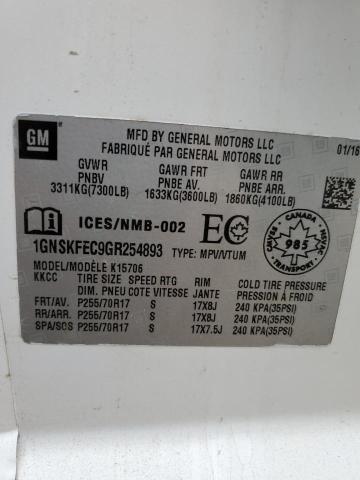 GM
MFD BY GENERAL MOTORS LLC 01/16
FABRIQUÉ PAR GENERAL MOTORS LLC
GVWR GAWR FRT GAWR RR
PNBV PNBE AV. PNBE ARR.
3311KG(7300LB) 1633KG(3600LB) 1860KG(4100LB)
ICES/NMB-002 EC
CANADA
CMVSS 985 NSVAC
TRANSPORT
1GNSKFEC9GR254893 TYPE: MPV/VTUM
MODEL/MODÈLE K15706
KKCC TIRE SIZE SPEED RTG RIM COLD TIRE PRESSURE
DIM. PNEU COTE VITESSE JANTE PRESSION À FROID
FRT/AV. P255/70R17 S 17X8J 240 KPA(35PSI)
RR/ARR. P255/70R17 S 17X8J 240 KPA(35PSI)
SPA/SOS P255/70R17 S 17X7.5J 240 KPA(35PSI)